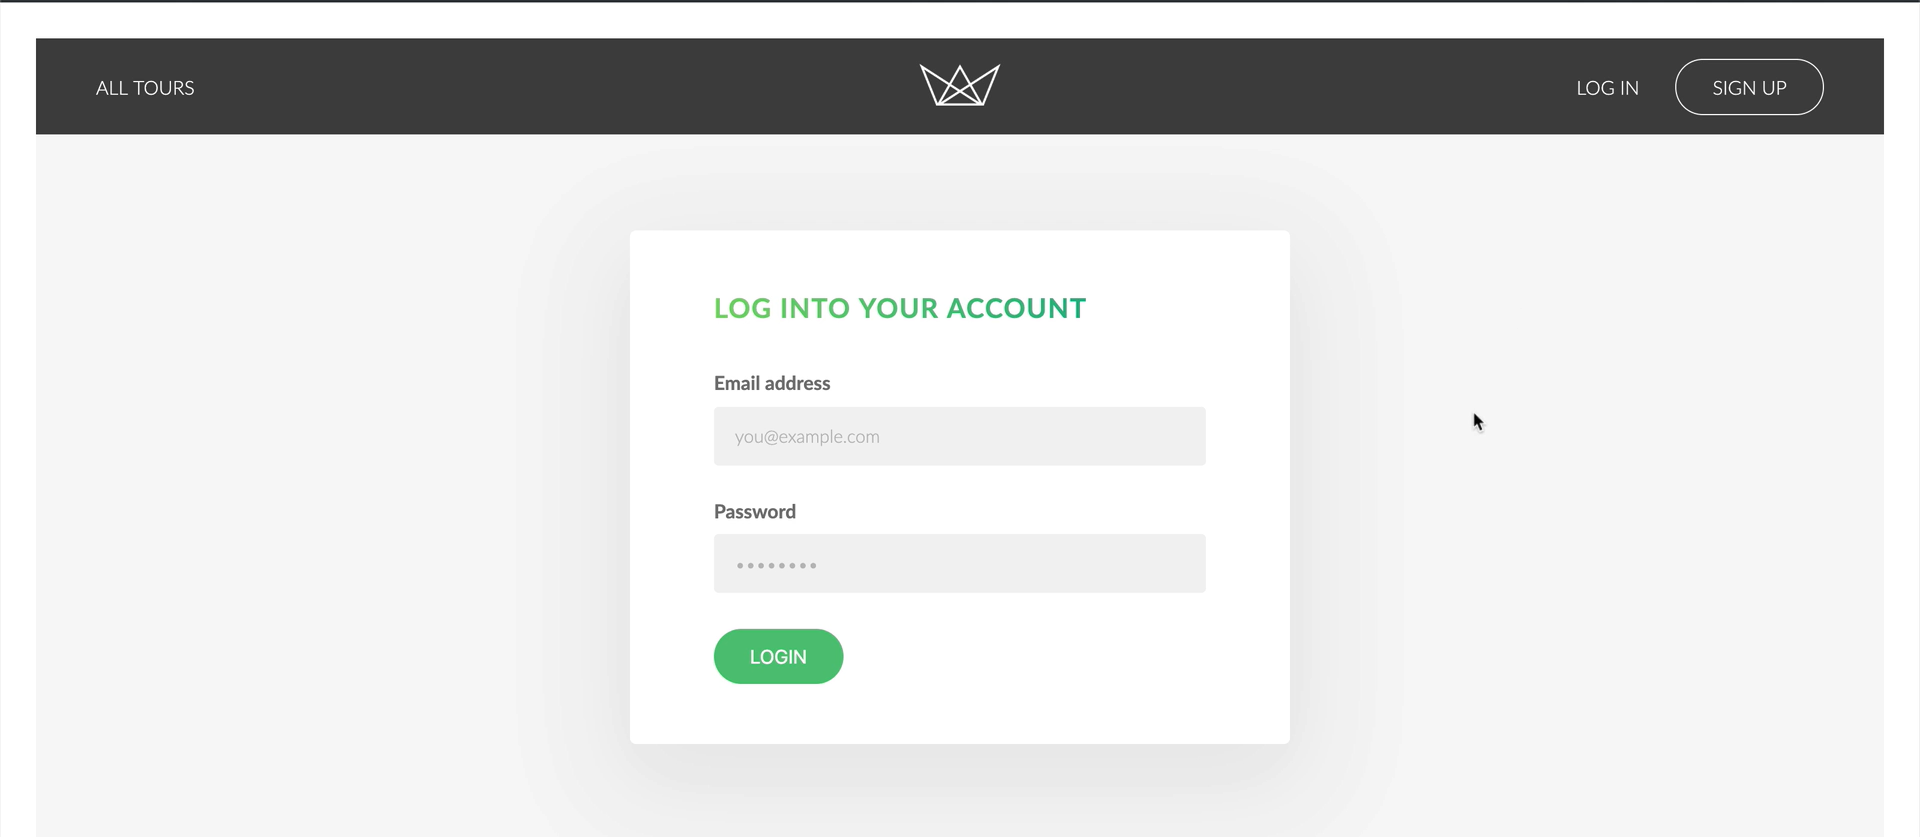 ALL TOURS
LOG IN
SIGN UP
LOG INTO YOUR ACCOUNT
Email address
you@example.com
Password
••••••••
LOGIN